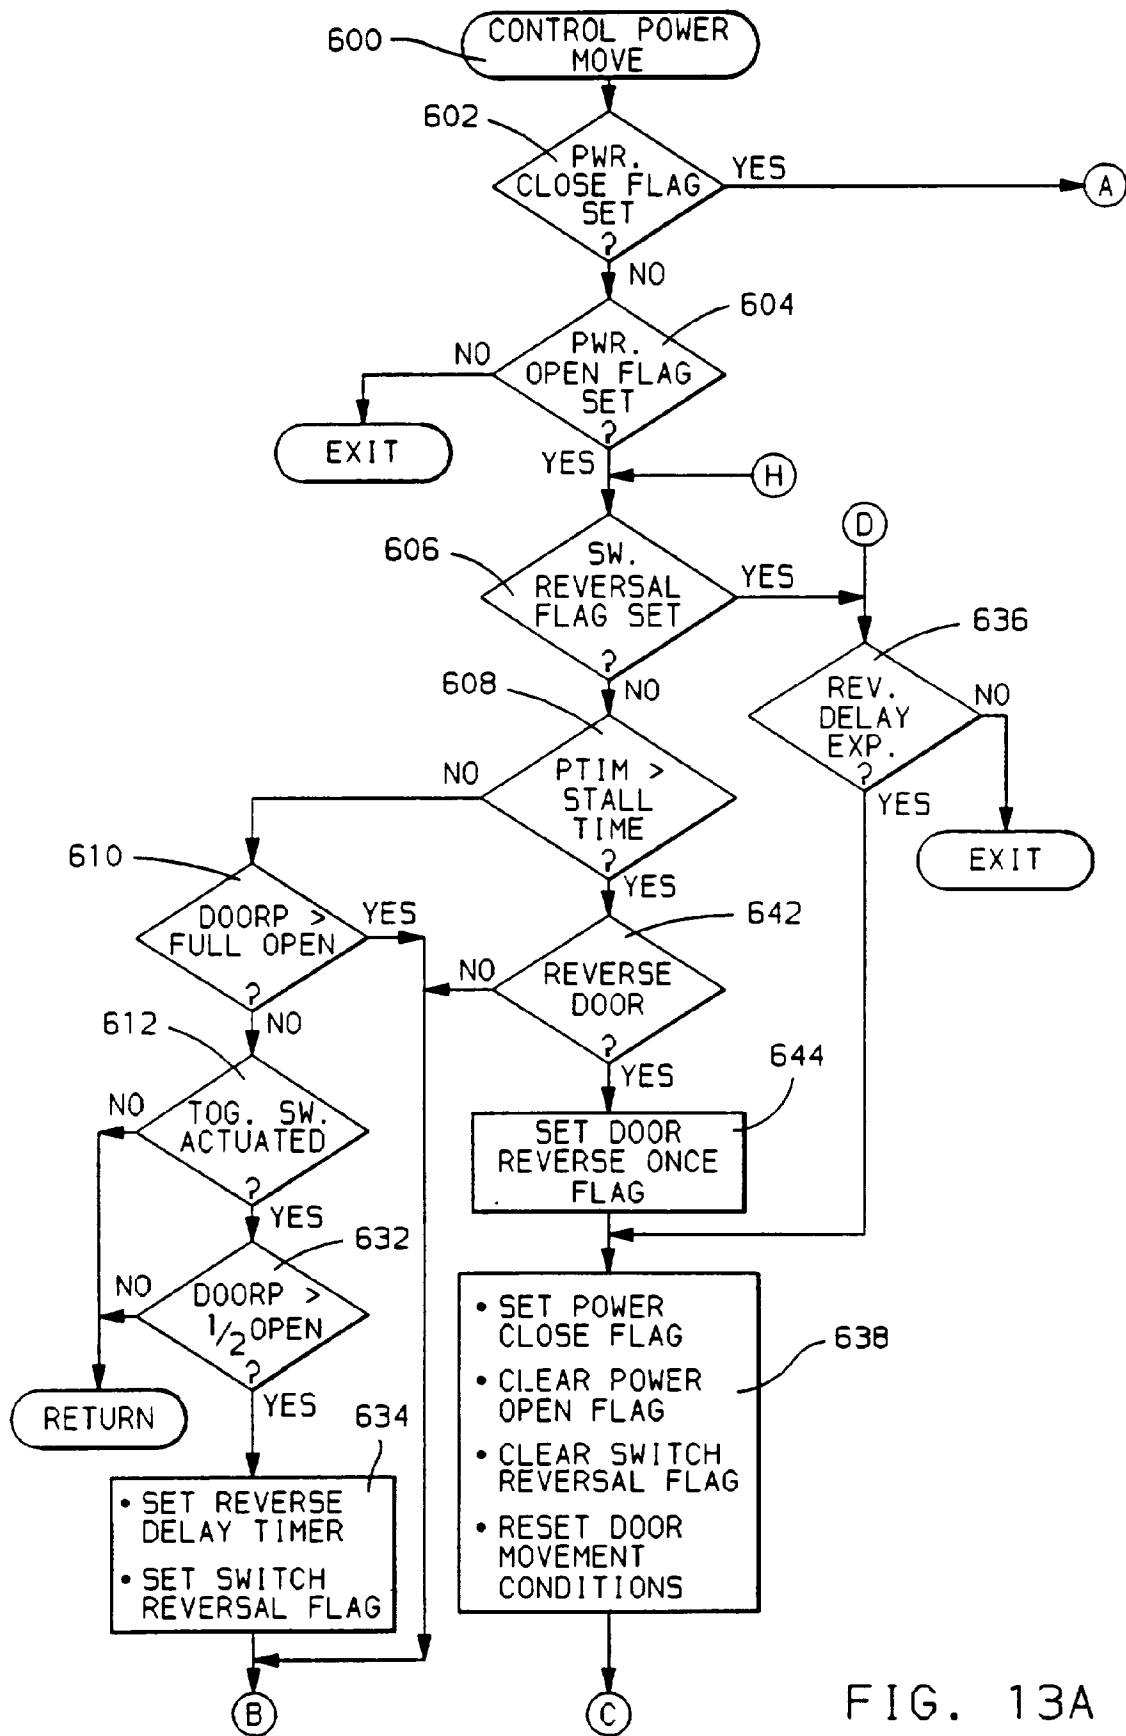 600
CONTROL POWER
MOVE
602
PWR.
CLOSE FLAG
SET
?
YES
A
NO
604
PWR.
OPEN FLAG
SET
?
NO
EXIT
YES
H
D
606
SW.
REVERSAL
FLAG SET
?
YES
636
REV.
DELAY
EXP.
?
NO
YES
EXIT
NO
608
PTIM >
STALL
TIME
?
NO
YES
610
DOORP >
FULL OPEN
?
YES
NO
642
REVERSE
DOOR
?
NO
YES
612
TOG. SW.
ACTUATED
?
NO
YES
644
SET DOOR
REVERSE ONCE
FLAG
632
DOORP >
1/2 OPEN
?
NO
YES
RETURN
634
• SET REVERSE
DELAY TIMER
• SET SWITCH
REVERSAL FLAG
638
• SET POWER
CLOSE FLAG
• CLEAR POWER
OPEN FLAG
• CLEAR SWITCH
REVERSAL FLAG
• RESET DOOR
MOVEMENT
CONDITIONS
B
C
FIG. 13A